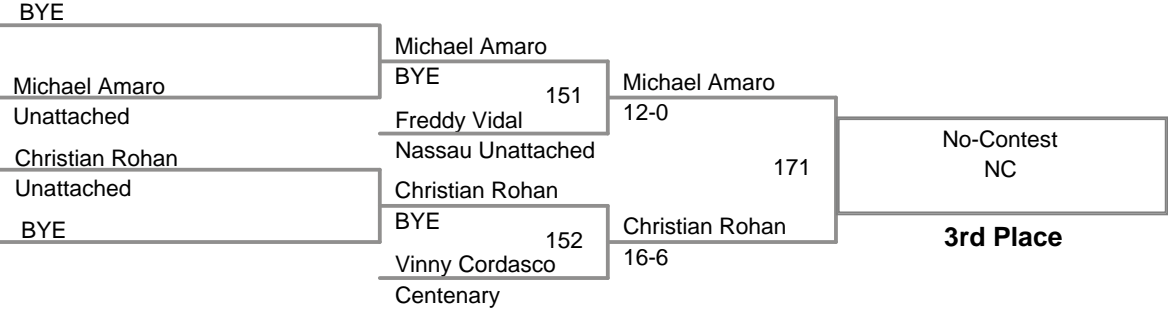 BYE
Michael Amaro
Unattached
Christian Rohan
Unattached
BYE
Michael Amaro
BYE
151
Freddy Vidal
Nassau Unattached
Christian Rohan
BYE
152
Vinny Cordasco
Centenary
Michael Amaro
12-0
171
Christian Rohan
16-6
No-Contest
NC
3rd Place